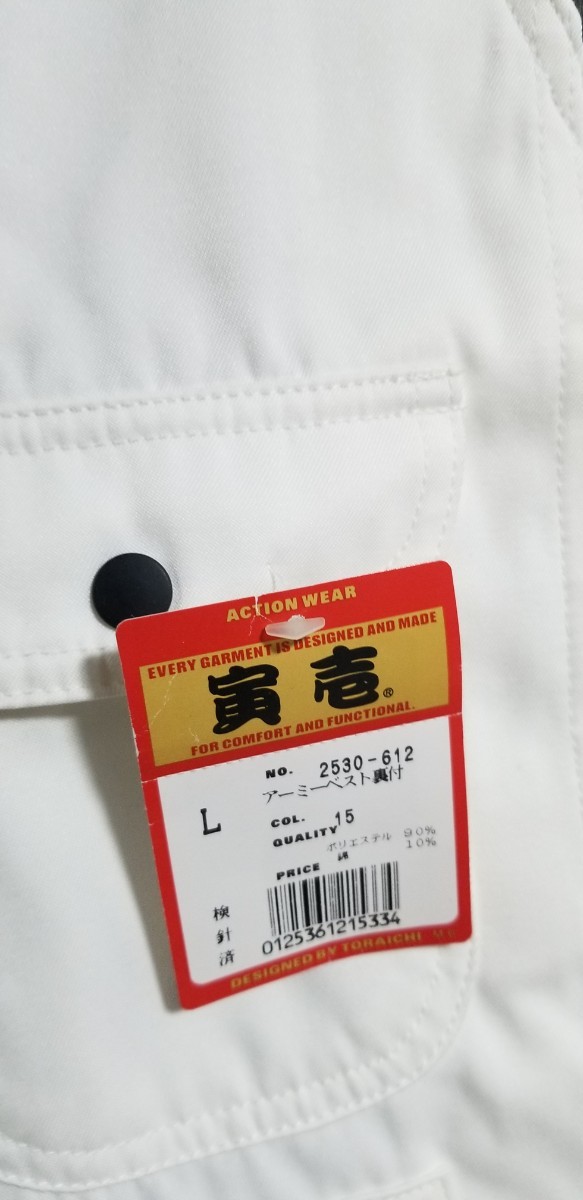 ACTION WEAR
EVERY GARMENT IS DESIGNED AND MADE
寅壱®
FOR COMFORT AND FUNCTIONAL.
NO. 2530-612
アーミーベスト裏付
L
COL. 15
QUALITY ポリエステル 90%
綿 10%
PRICE
検針済
0125361215334
DESIGNED BY TORAICHI